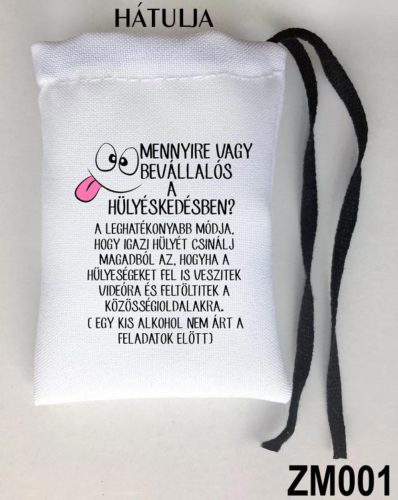 HÁTULJA
MENNYIRE VAGY
BEVÁLLALÓS
A
HÜLYÉSKEDÉSBEN?
A LEGHATÉKONYABB MÓDJA,
HOGY IGAZI HÜLYÉT CSINÁLJ
MAGADBÓL AZ, HOGYHA A
HÜLYESÉGEKET FEL IS VESZITEK
VIDEÓRA ÉS FELTÖLTITEK A
KÖZÖSSÉGIOLDALAKRA.
( EGY KIS ALKOHOL NEM ÁRT A
FELADATOK ELŐTT)
ZM001